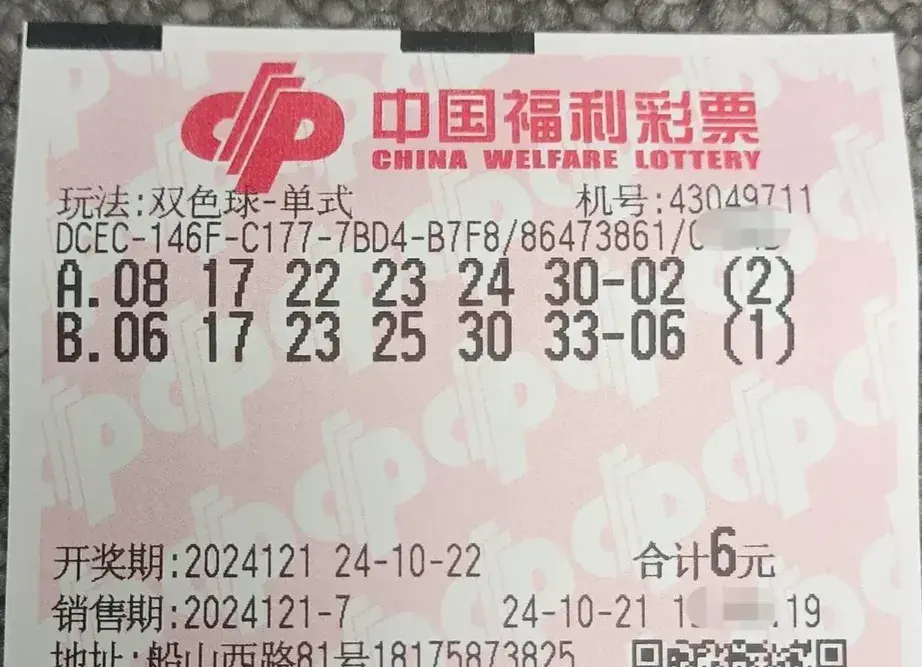 中国福利彩票
CHINA WELFARE LOTTERY
玩法:双色球-单式 机号:43049711
DCEC-146F-C177-7BD4-B7F8/86473861/
A.08 17 22 23 24 30-02 (2)
B.06 17 23 25 30 33-06 (1)
开奖期:2024121 24-10-22 合计6元
销售期:2024121-7 24-10-21 19
地址:船山西路81号18175873825